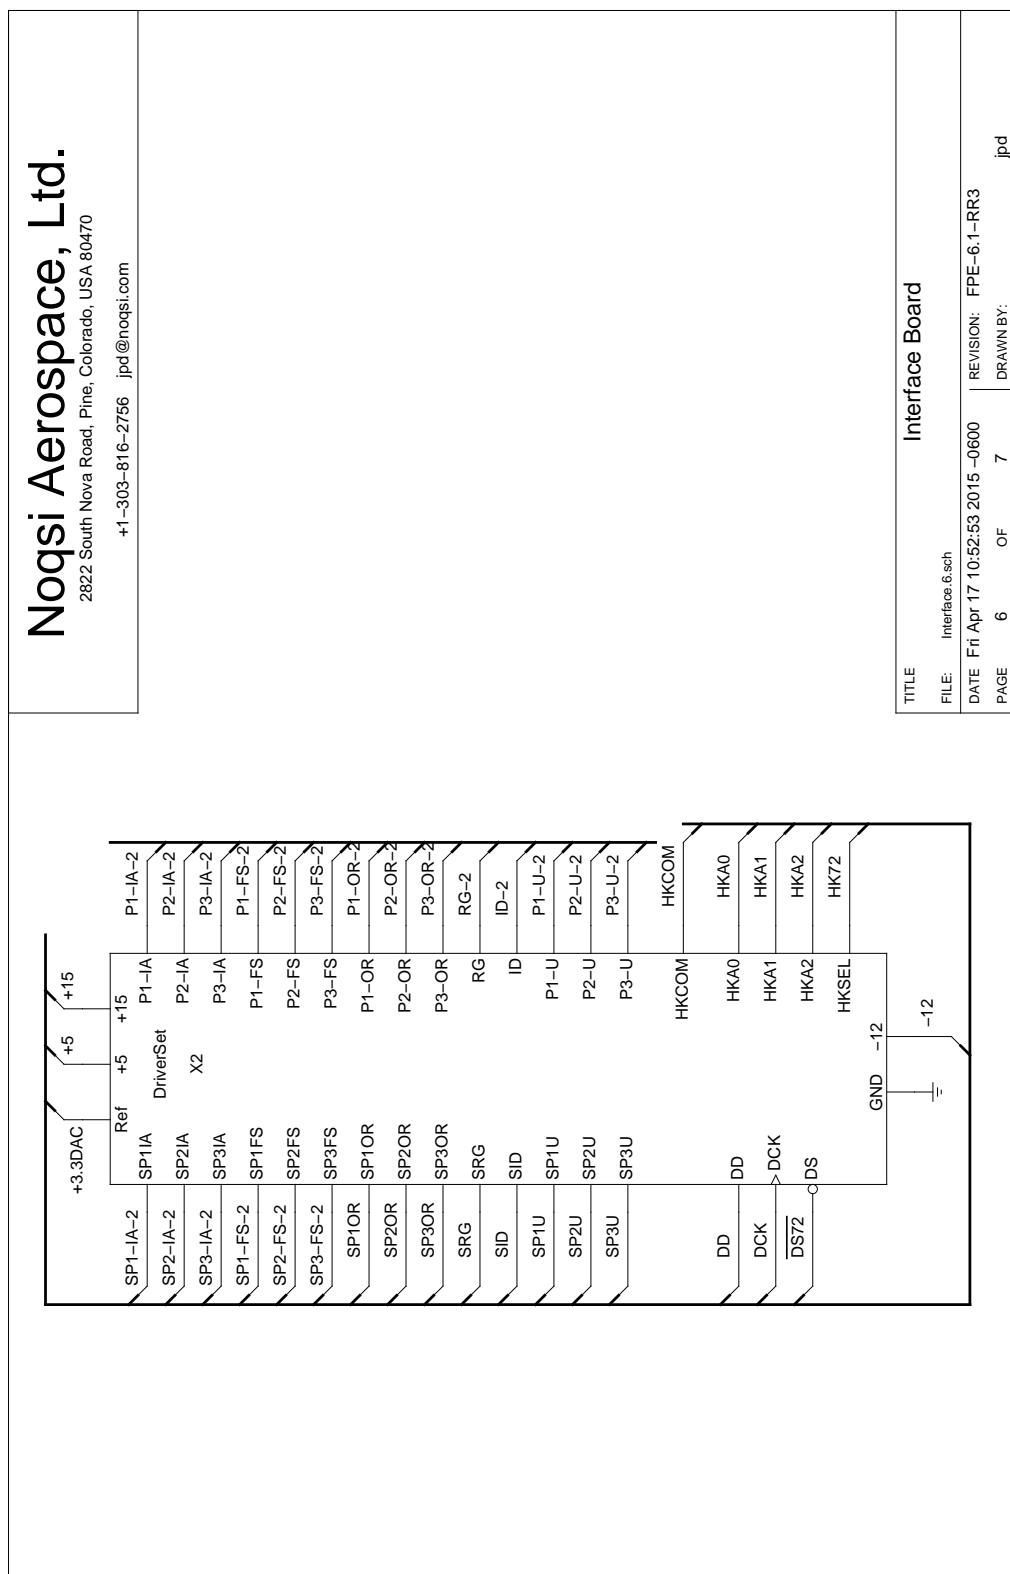 Noqsi Aerospace, Ltd.
2822 South Nova Road, Pine, Colorado, USA 80470
+1−303−816−2756 jpd@noqsi.com
+3.3DAC
+5
+15
Ref
+5
+15
DriverSet
X2
SP1−IA−2 SP1IA P1−IA P1−IA−2
SP2−IA−2 SP2IA P2−IA P2−IA−2
SP3−IA−2 SP3IA P3−IA P3−IA−2
SP1−FS−2 SP1FS P1−FS P1−FS−2
SP2−FS−2 SP2FS P2−FS P2−FS−2
SP3−FS−2 SP3FS P3−FS P3−FS−2
SP1OR SP1OR P1−OR P1−OR−2
SP2OR SP2OR P2−OR P2−OR−2
SP3OR SP3OR P3−OR P3−OR−2
SRG SRG RG RG−2
SID SID ID ID−2
SP1U SP1U P1−U P1−U−2
SP2U SP2U P2−U P2−U−2
SP3U SP3U P3−U P3−U−2
HKCOM HKCOM
DD DD HKA0 HKA0
DCK DCK HKA1 HKA1
DS72 DS HKA2 HKA2
HKSEL HK72
GND
−12
−12
TITLE
Interface Board
FILE: Interface.6.sch
DATE Fri Apr 17 10:52:53 2015 −0600 REVISION: FPE−6.1−RR3
PAGE 6 OF 7 DRAWN BY: jpd